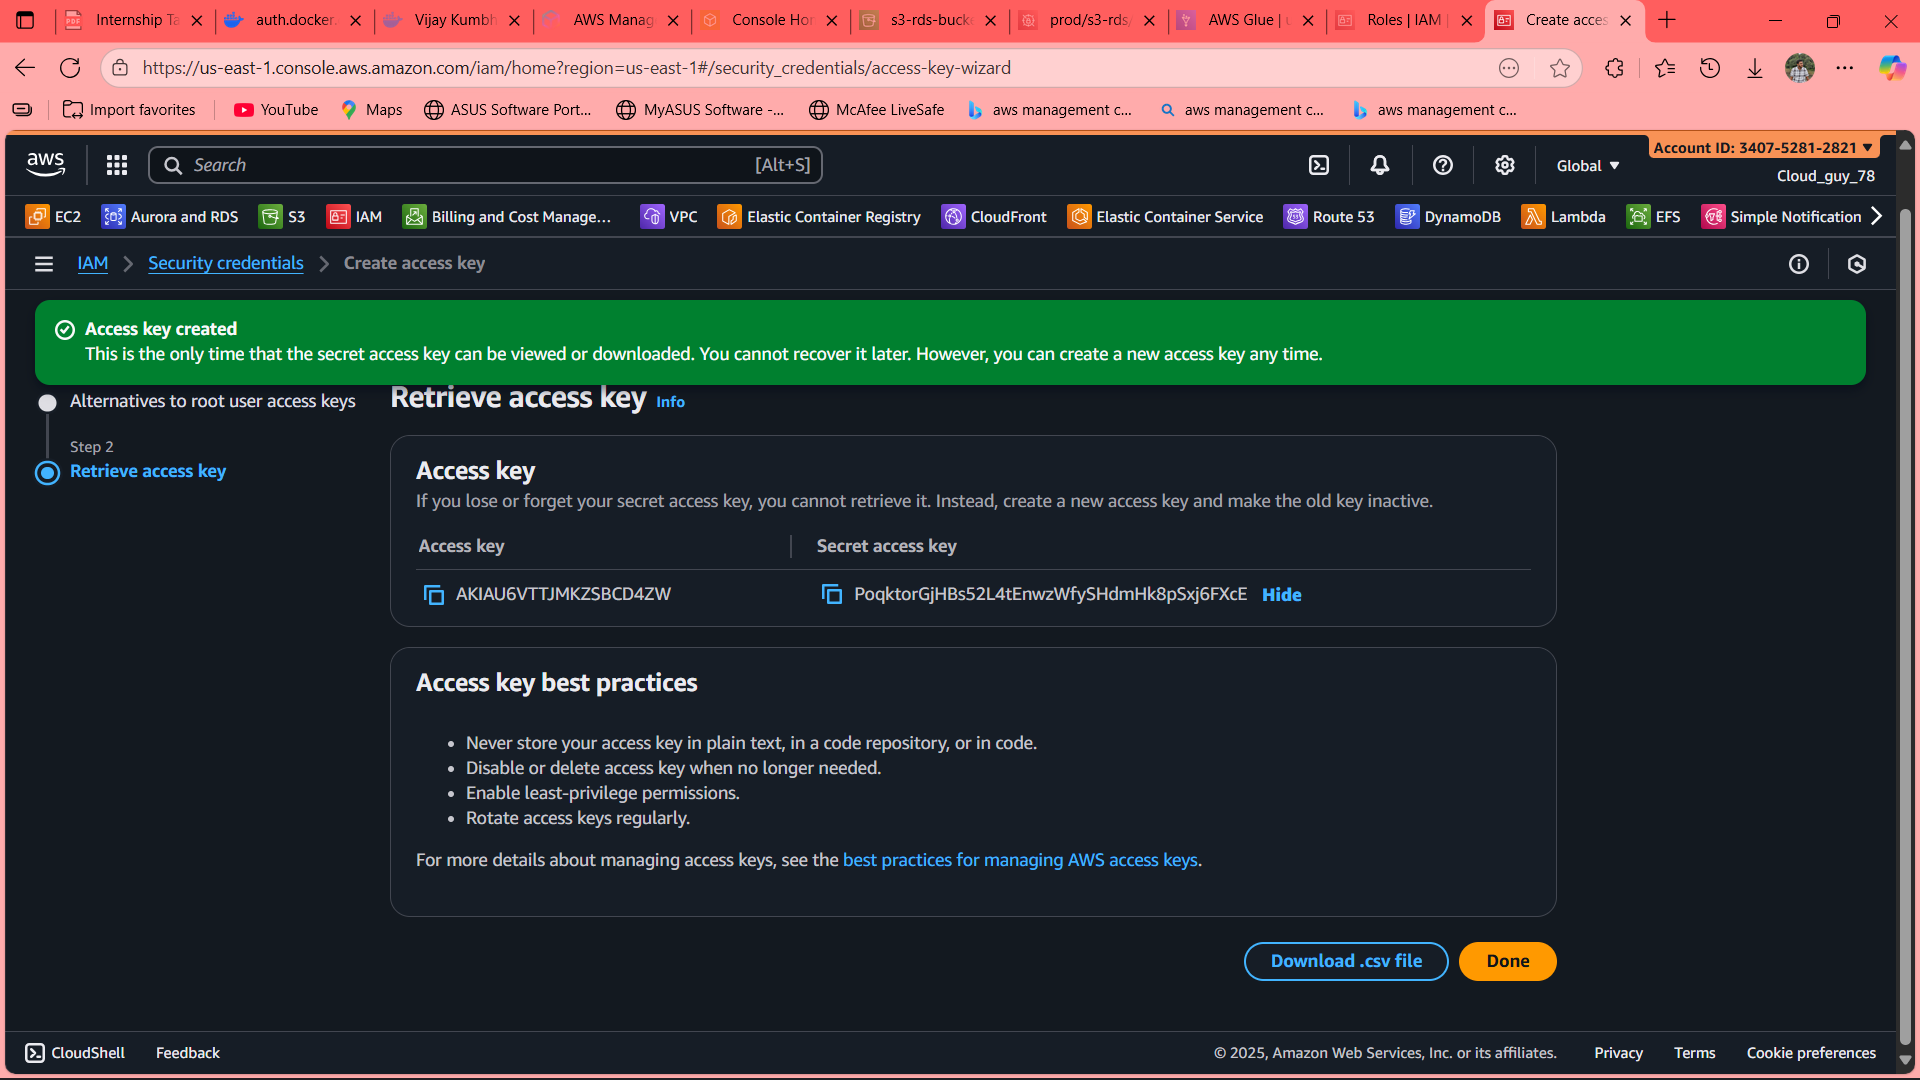 Internship Ta
auth.docker.
Vijay Kumbh
AWS Manag
Console Hor
s3-rds-bucke
prod/s3-rds/
AWS Glue | u
Roles | IAM |
Create acces
https://us-east-1.console.aws.amazon.com/iam/home?region=us-east-1#/security_credentials/access-key-wizard
Import favorites
YouTube
Maps
ASUS Software Port...
MyASUS Software -...
McAfee LiveSafe
aws management c...
aws management c...
aws management c...
aws
Search
[Alt+S]
Global
Account ID: 3407-5281-2821
Cloud_guy_78
EC2
Aurora and RDS
S3
IAM
Billing and Cost Manage...
VPC
Elastic Container Registry
CloudFront
Elastic Container Service
Route 53
DynamoDB
Lambda
EFS
Simple Notification
IAM
Security credentials
Create access key
Access key created
This is the only time that the secret access key can be viewed or downloaded. You cannot recover it later. However, you can create a new access key any time.
Alternatives to root user access keys
Step 2
Retrieve access key
Retrieve access key Info
Access key
If you lose or forget your secret access key, you cannot retrieve it. Instead, create a new access key and make the old key inactive.
Access key
Secret access key
AKIAU6VTTJMKZSBCD4ZW
PoqktorGjHBs52L4tEnwzWfySHdmHk8pSxj6FXcE Hide
Access key best practices
• Never store your access key in plain text, in a code repository, or in code.
• Disable or delete access key when no longer needed.
• Enable least-privilege permissions.
• Rotate access keys regularly.
For more details about managing access keys, see the best practices for managing AWS access keys.
Download .csv file
Done
CloudShell
Feedback
© 2025, Amazon Web Services, Inc. or its affiliates.
Privacy
Terms
Cookie preferences